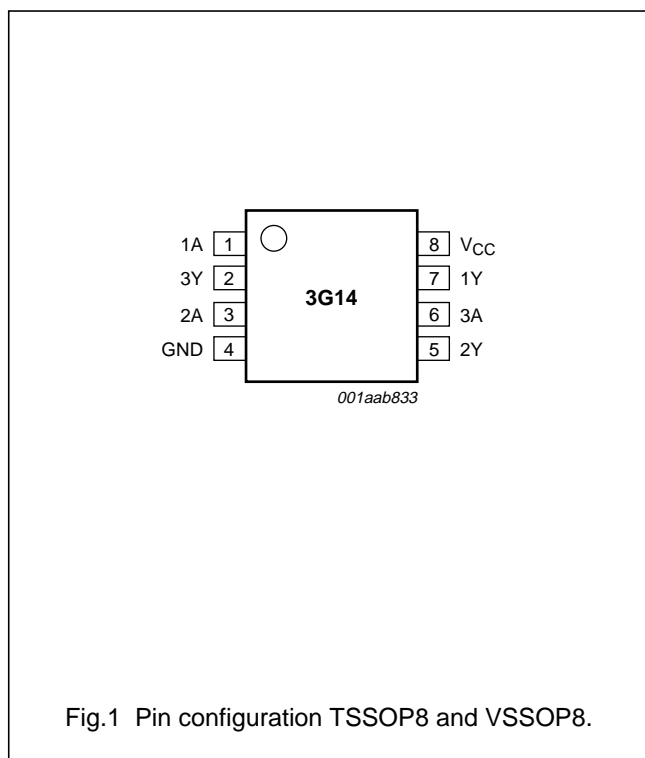 1A 1 8 VCC
3Y 2 7 1Y
3G14
2A 3 6 3A
GND 4 5 2Y
001aab833
Fig.1 Pin configuration TSSOP8 and VSSOP8.